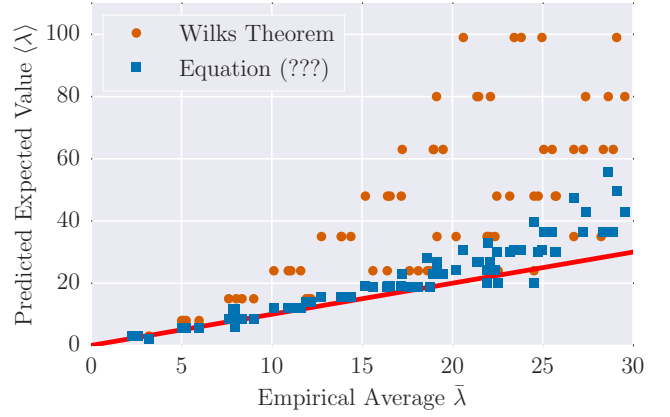 Wilks Theorem
Equation (???)
Predicted Expected Value ⟨λ⟩
100
80
60
40
20
0
0 5 10 15 20 25 30
Empirical Average λ̄